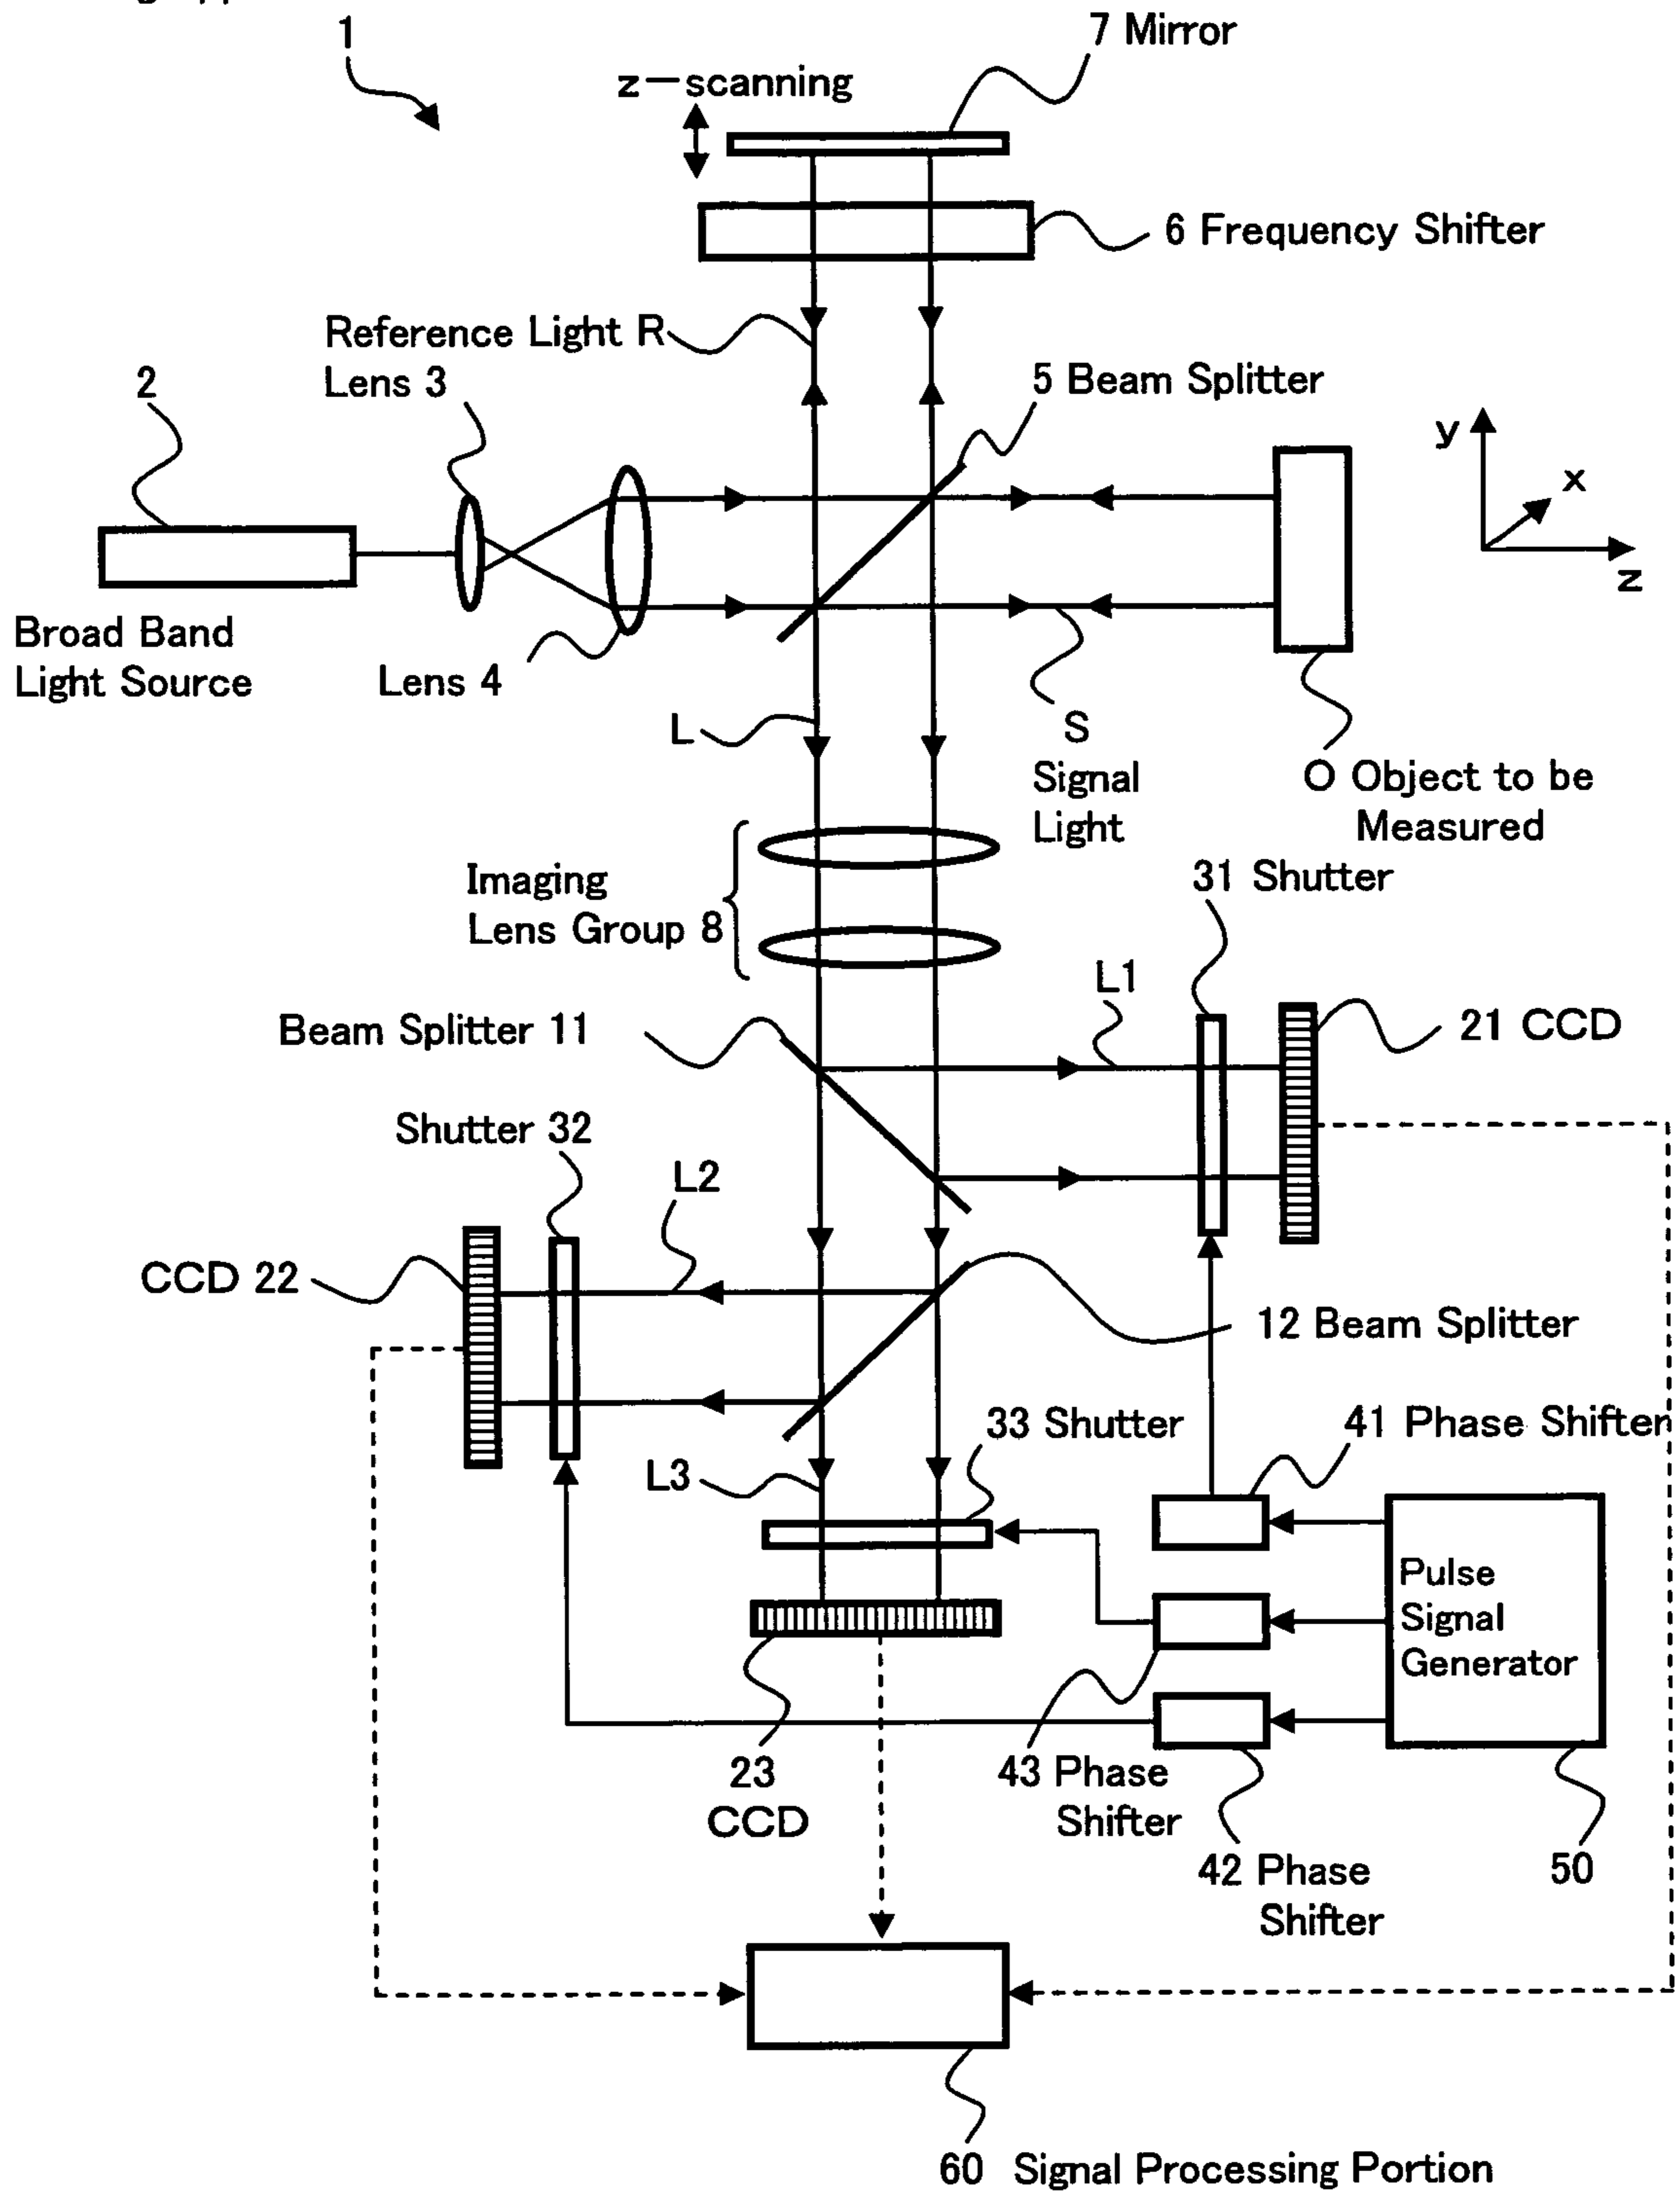 1
7 Mirror
z—scanning
6 Frequency Shifter
Reference Light R
Lens 3
2
5 Beam Splitter
y
x
z
Broad Band
Light Source
Lens 4
L
S
Signal
Light
O Object to be
Measured
Imaging
Lens Group 8
31 Shutter
L1
Beam Splitter 11
21 CCD
Shutter 32
L2
CCD 22
12 Beam Splitter
33 Shutter
41 Phase Shifter
L3
Pulse
Signal
Generator
23
CCD
43 Phase
Shifter
42 Phase
Shifter
50
60 Signal Processing Portion